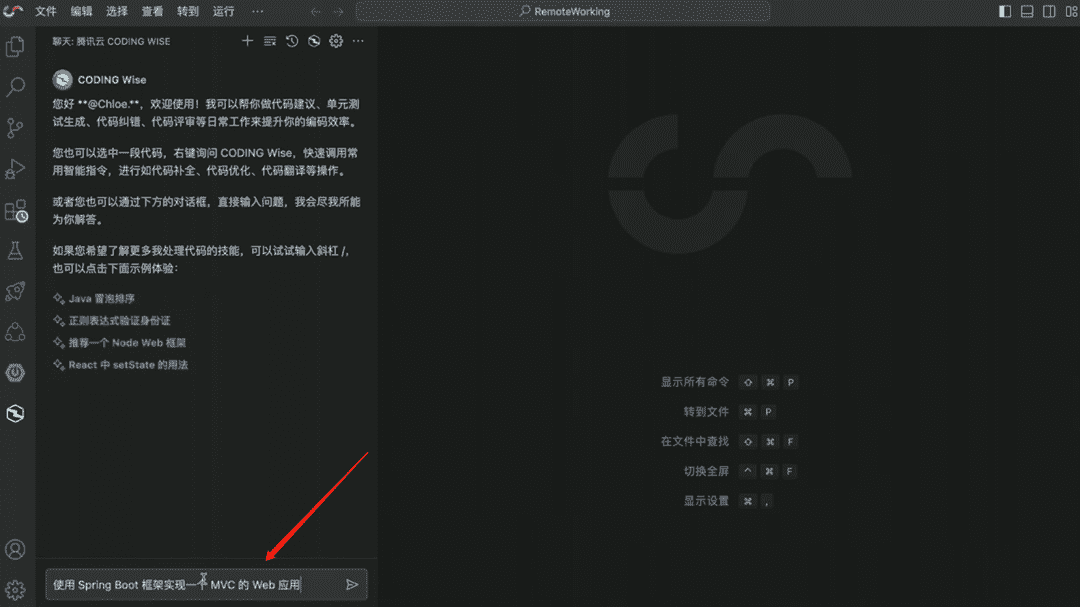 文件 编辑 选择 查看 转到 运行 ···
RemoteWorking
聊天: 腾讯云 CODING WISE
CODING Wise
您好 **@Chloe.**，欢迎使用！我可以帮你做代码建议、单元测
试生成、代码纠错、代码评审等日常工作来提升你的编码效率。
您也可以选中一段代码，右键询问 CODING Wise，快速调用常
用智能指令，进行如代码补全、代码优化、代码翻译等操作。
或者您也可以通过下方的对话框，直接输入问题，我会尽我所能
为你解答。
如果您希望了解更多我处理代码的技能，可以试试输入斜杠 /，
也可以点击下面示例体验：
Java 冒泡排序
正则表达式验证身份证
推荐一个 Node Web 框架
React 中 setState 的用法
显示所有命令 ⇧ ⌘ P
转到文件 ⌘ P
在文件中查找 ⇧ ⌘ F
切换全屏 ^ ⌘ F
显示设置 ⌘ ,
使用 Spring Boot 框架实现一个 MVC 的 Web 应用